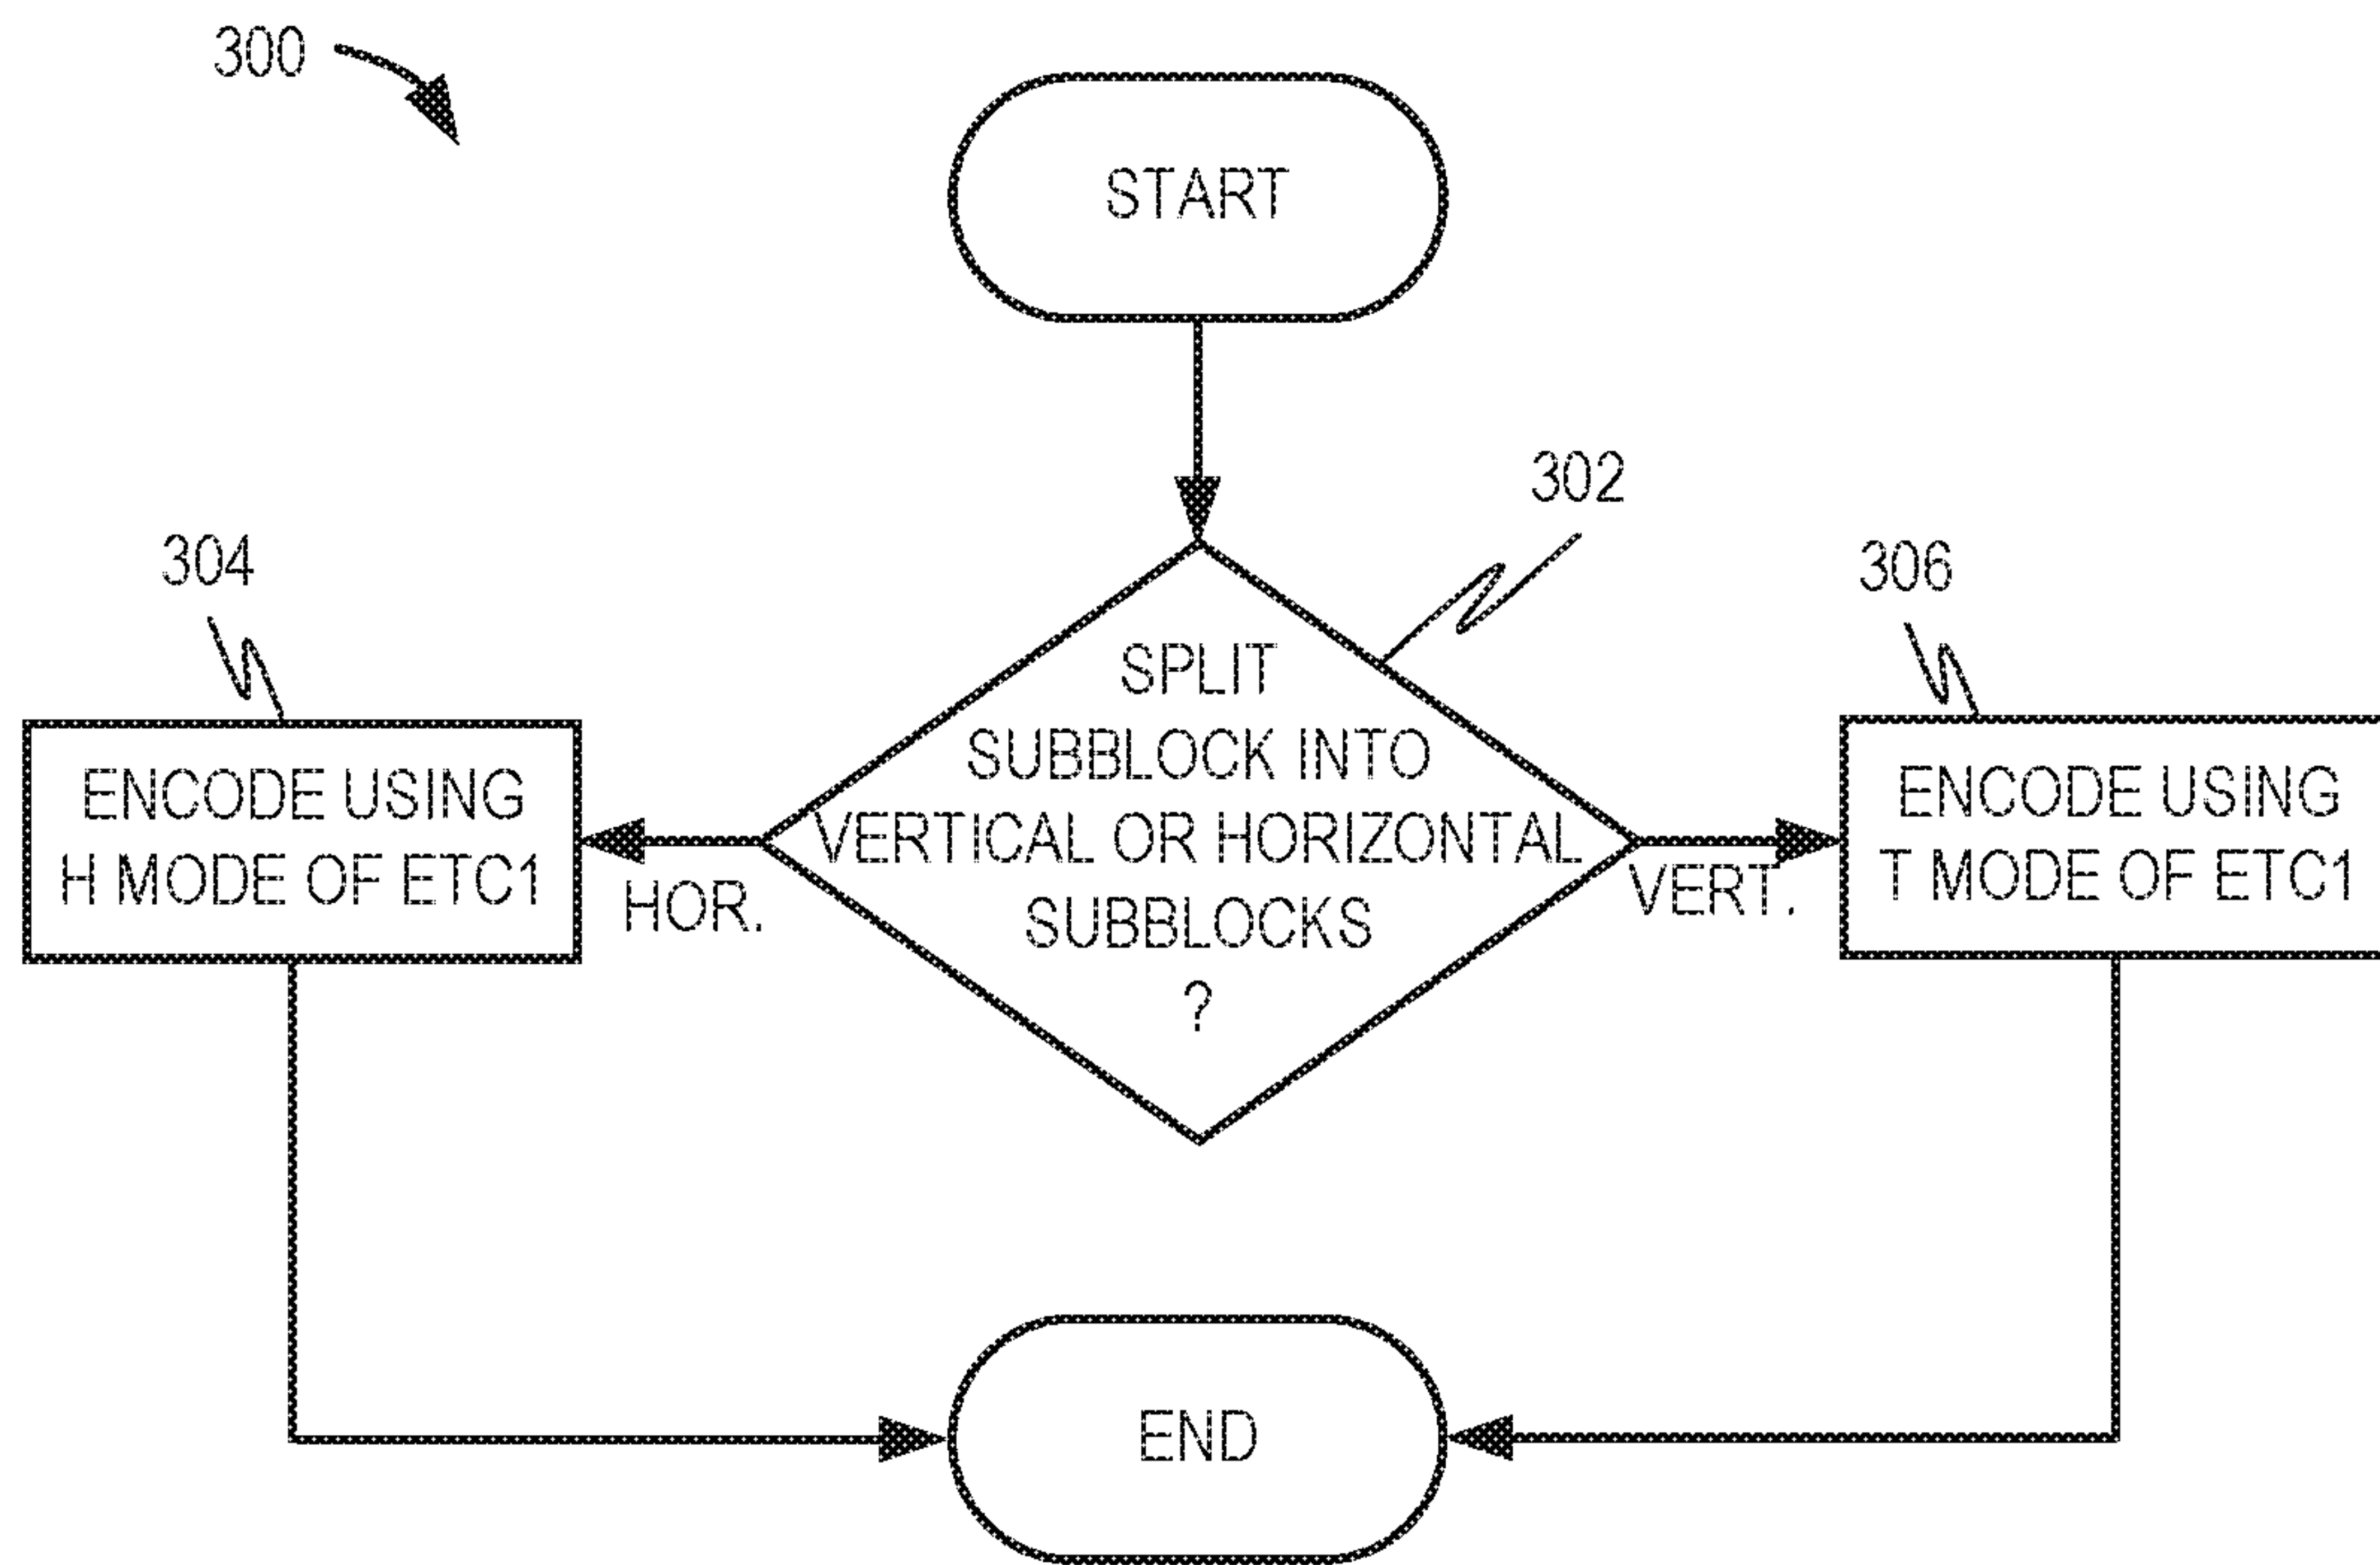 300
START
302
304
306
SPLIT
SUBBLOCK INTO
VERTICAL OR HORIZONTAL
SUBBLOCKS
?
ENCODE USING
H MODE OF ETC1
HOR.
VERT.
ENCODE USING
T MODE OF ETC1
END